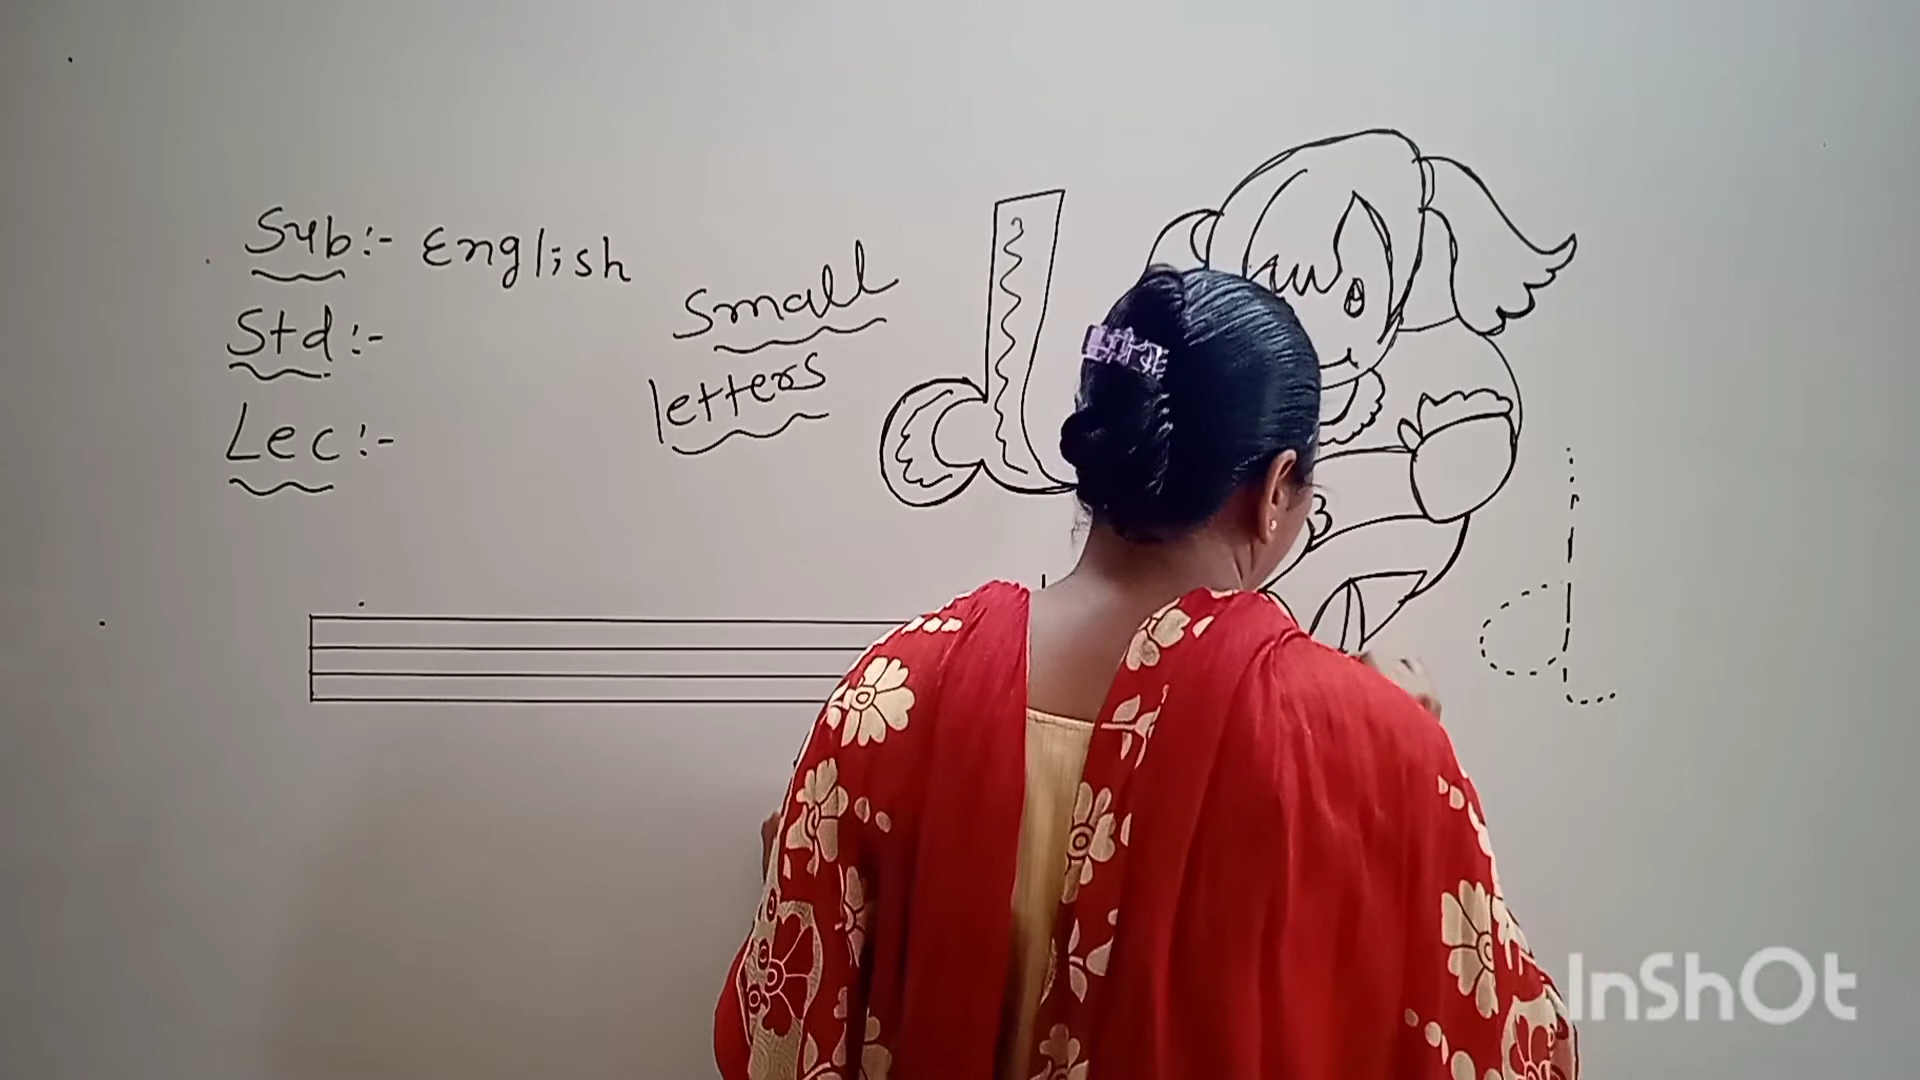 Sub:- English
Std:-
Lec:-
Small
letters
d
d
InShOt